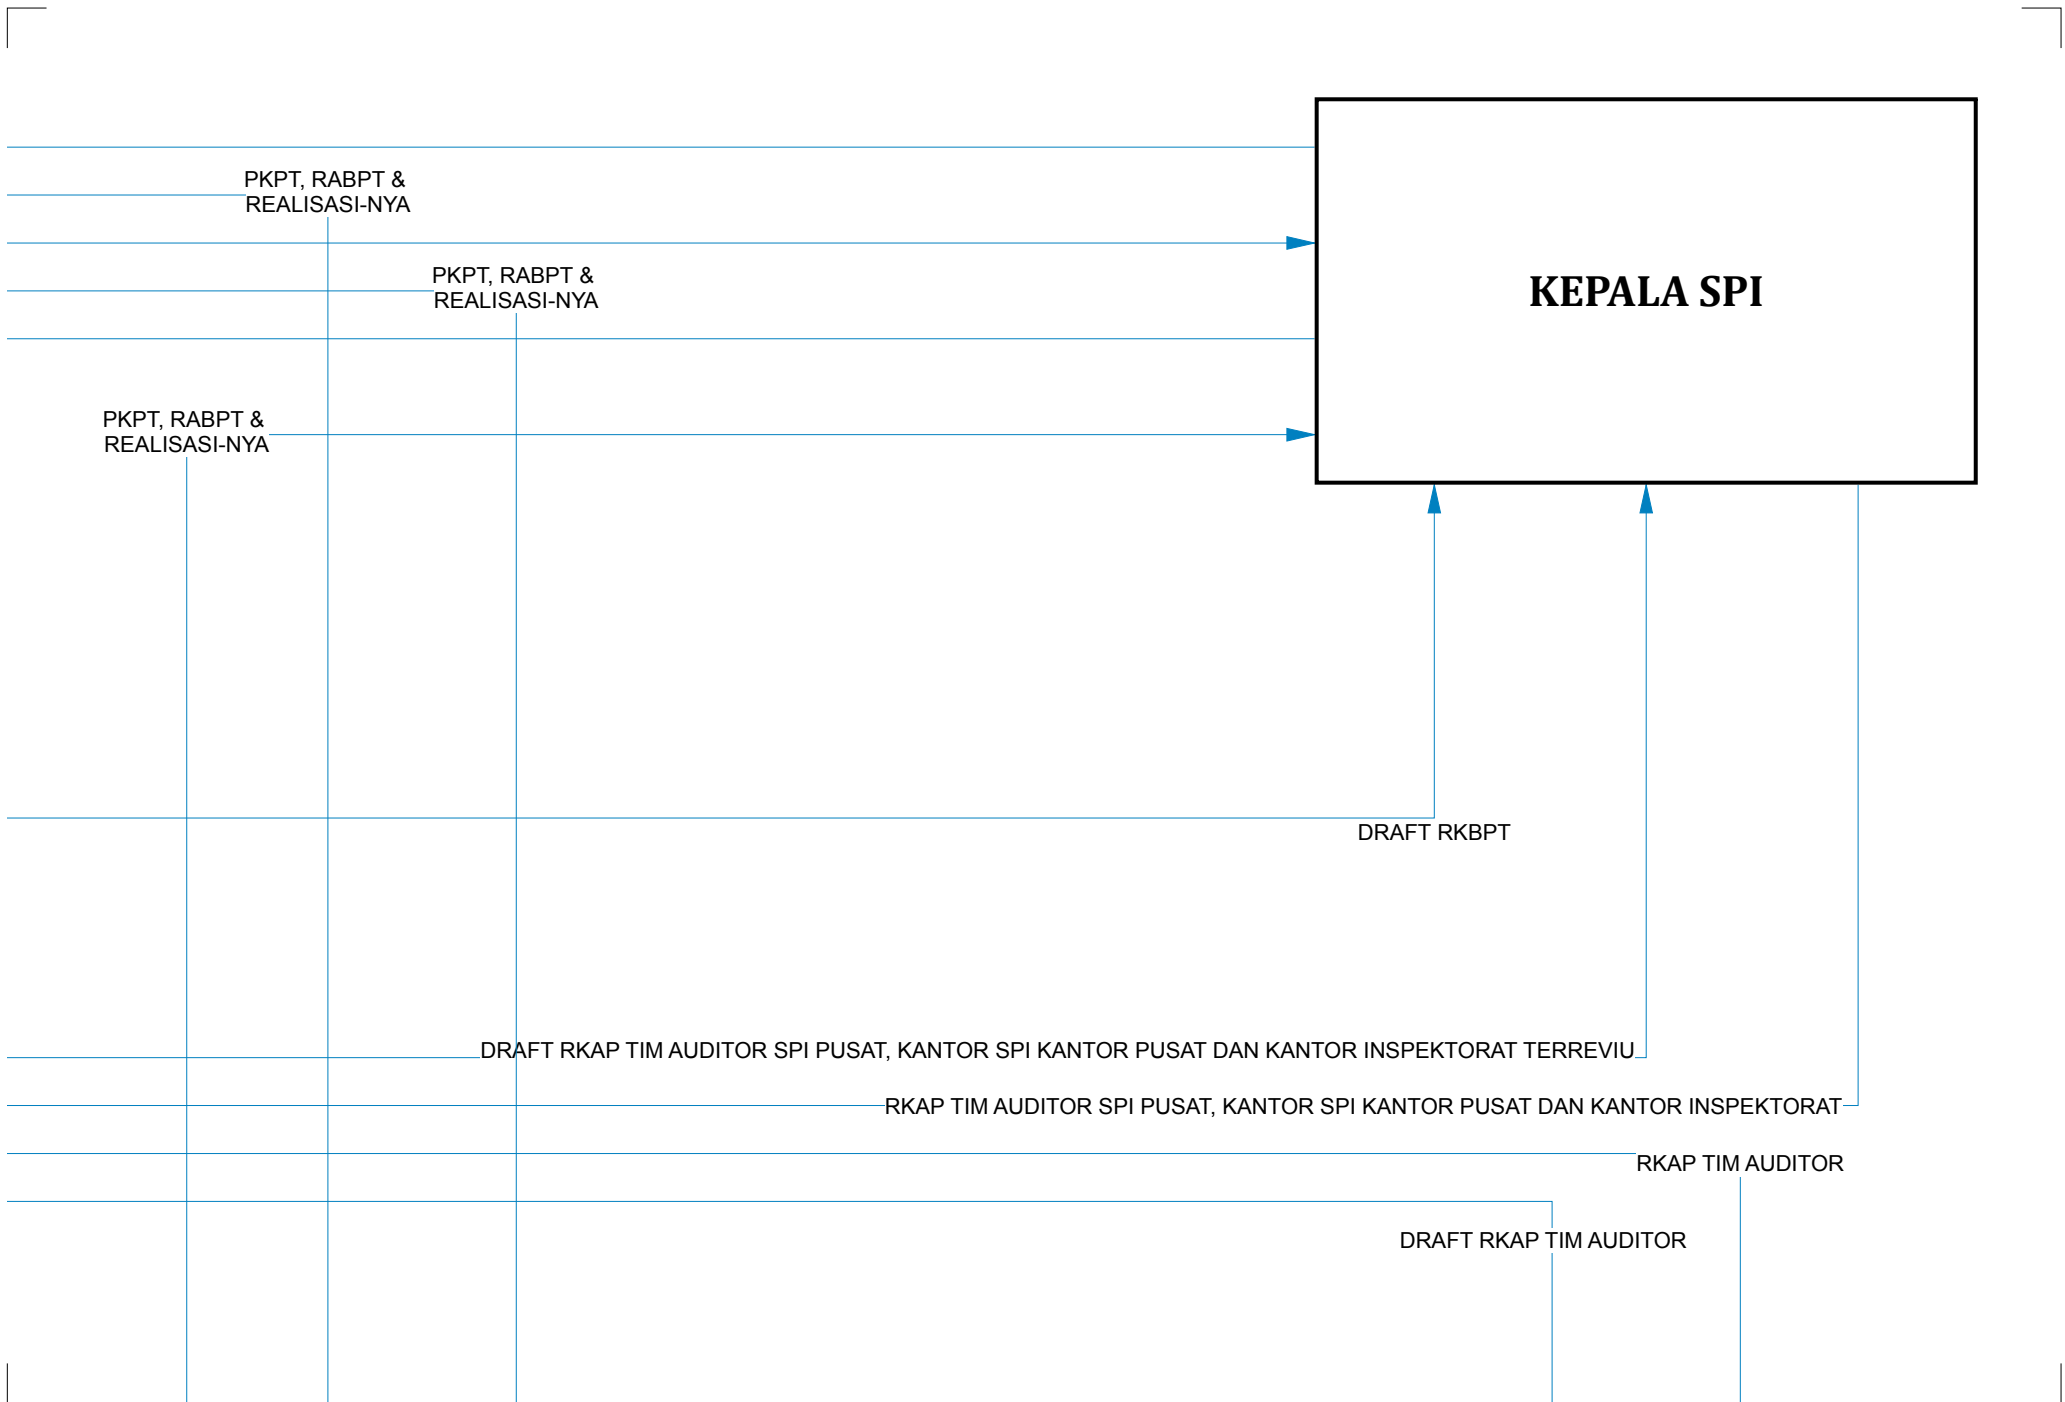 PKPT, RABPT &
REALISASI-NYA
PKPT, RABPT &
REALISASI-NYA
KEPALA SPI
PKPT, RABPT &
REALISASI-NYA
DRAFT RKBPT
DRAFT RKAP TIM AUDITOR SPI PUSAT, KANTOR SPI KANTOR PUSAT DAN KANTOR INSPEKTORAT TERREVIU
RKAP TIM AUDITOR SPI PUSAT, KANTOR SPI KANTOR PUSAT DAN KANTOR INSPEKTORAT
RKAP TIM AUDITOR
DRAFT RKAP TIM AUDITOR